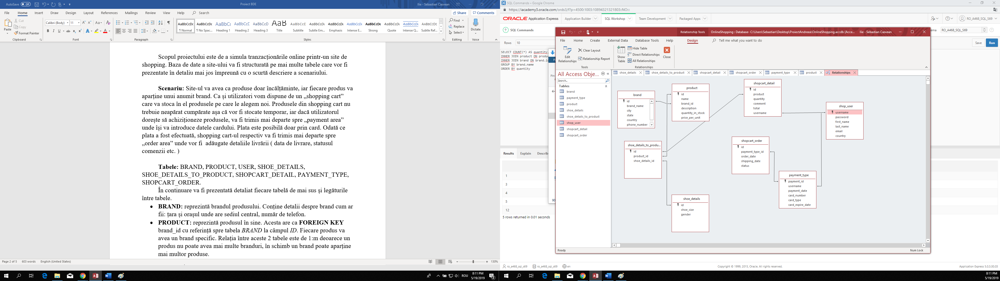 AutoSave Off
Proiect BDE
Ilie - Sebastian Casvean
File Home Insert Draw Design Layout References Mailings Review View Help Search
Share Comments
Paste
Cut
Copy
Format Painter
Clipboard
Calibri (Body) 11
Font
Paragraph
AaBbCcDc AaBbCcDc AaBbCc AaBbCcD AaBbCcD AaB AaBbCcD AaBbCcDc AaBbCcDc AaBbCcDc AaBbCcDc AaBbCcDc AaBbCcDc AaBbCcDc
¶ Normal ¶ No Spac... Heading 1 Heading 2 Heading 3 Title Subtitle Subtle Em... Emphasis Intense E... Strong Quote Intense Q... Subtle Ref...
Styles
Find
Replace
Select
Editing
Dictate
Voice
Scopul proiectului este de a simula tranzacționările online printr-un site de
shopping. Baza de date a site-ului va fi structurată pe mai multe tabele care vor fi
prezentate în detaliu mai jos împreună cu o scurtă descriere a scenariului.
Scenariu: Site-ul va avea ca produse doar încălțăminte, iar fiecare produs va
aparține unui anumit brand. Ca și utilizatori vom dispune de un „shopping cart”
care va stoca în el produsele pe care le alegem noi. Produsele din shopping cart nu
trebuie neapărat cumpărate așa că vor fi stocate temporar, iar dacă utilizatorul
dorește să achiziționeze produsele, va fi trimis mai departe spre „payment area”
unde își va introduce datele cardului. Plata este posibilă doar prin card. Odată ce
plata a fost efectuată, shopping cart-ul respectiv va fi trimis mai departe spre
„order area” unde vor fi adăugate detaliile livrării ( data de livrare, statusul
comenzii etc. )
Tabele: BRAND, PRODUCT, USER, SHOE_DETAILS,
SHOE_DETAILS_TO_PRODUCT, SHOPCART_DETAIL, PAYMENT_TYPE,
SHOPCART_ORDER.
În continuare va fi prezentată detaliat fiecare tabelă de mai sus și legăturile
între tabele.
• BRAND: reprezintă brandul produsului. Conține detalii despre brand cum ar
fii: țara și orașul unde are sediul central, număr de telefon.
• PRODUCT: reprezintă produsul în sine. Acesta are ca FOREIGN KEY
brand_id cu referință spre tabela BRAND la câmpul ID. Fiecare produs va
avea un brand specific. Relația între aceste 2 tabele este de 1:m deoarece un
produs nu poate avea mai multe branduri, în schimb un brand poate aparține
mai multor produse.
Page 2 of 5 603 words English (United States)
130%
ROU
8:11 PM
5/19/2019
SQL Commands – Google Chrome
https://iacademy3.oracle.com/ords3/f?p=4500:1003:10894321321803::NO:::
ORACLE Application Express
Application Builder SQL Workshop Team Development Packaged Apps
RO_A468_SQL_S69
SQL Commands
ema RO_A468_SQL_S69
Rows 10
Save Run
SELECT COUNT(*) AS quantity,
INNER JOIN product ON produc
INNER JOIN brand ON brand.id
GROUP BY brand.name
ORDER BY quantity
Results Explain Describ
1
3
4
5
12
5 rows returned in 0.01 seconds
ro_a468_sql_s69 ro_a468_sql_s69 en
Copyright © 1999, 2015, Oracle. All rights reserved.
Application Express 5.0.3.00.03
Relationship Tools
OnlineShopping : Database- C:\Users\Sebastian\Desktop\ProiectAndreea\OnlineShopping.accdb (Acce...
Ilie - Sebastian Casvean
File Home Create External Data Database Tools Help Design Tell me what you want to do
Edit
Relationships
Clear Layout
Relationship Report
Tools
Show
Table
Hide Table
Direct Relationships
All Relationships
Close
Relationships
All Access Obje...
Search...
Tables
brand
payment_type
product
shoe_details
shoe_details_to_product
shop_user
shopcart_detail
shopcart_order
shoe_details shoe_details_to_product shopcart_detail shopcart_order payment_type product Relationships
brand
id
brand_name
city
state
country
phone_number
product
id
name
brand_id
description
quantity_in_stock
price_per_unit
shopcart_detail
id
product
quantity
comment
total
username
shop_user
username
password
first_name
last_name
email
country
shoe_details_to_produ...
id
product_id
shoe_details_id
shopcart_order
id
payment_type_id
order_date
shipping_date
status
payment_type
payment_id
username
payment_date
card_number
card_type
card_expire_date
shoe_details
id
shoe_size
gender
Ready
Num Lock
8:11 PM
5/19/2019